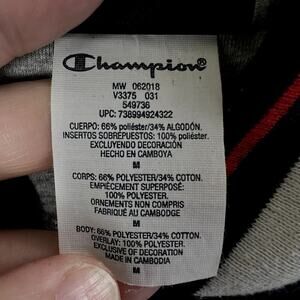 Champion®
MW 062018
V3375 031
549736
UPC: 738994924322
CUERPO: 66% poliéster/34% ALGODÓN.
INSERTOS SOBREPUESTOS: 100% poliéster.
EXCLUYENDO DECORACIÓN
HECHO EN CAMBOYA
M
CORPS: 66% POLYESTER/34% COTON.
EMPIÈCEMENT SUPERPOSÉ:
100% POLYESTER.
ORNEMENTS NON COMPRIS
FABRIQUÉ AU CAMBODGE
M
BODY: 66% POLYESTER/34% COTTON.
OVERLAY: 100% POLYESTER.
EXCLUSIVE OF DECORATION
MADE IN CAMBODIA
M